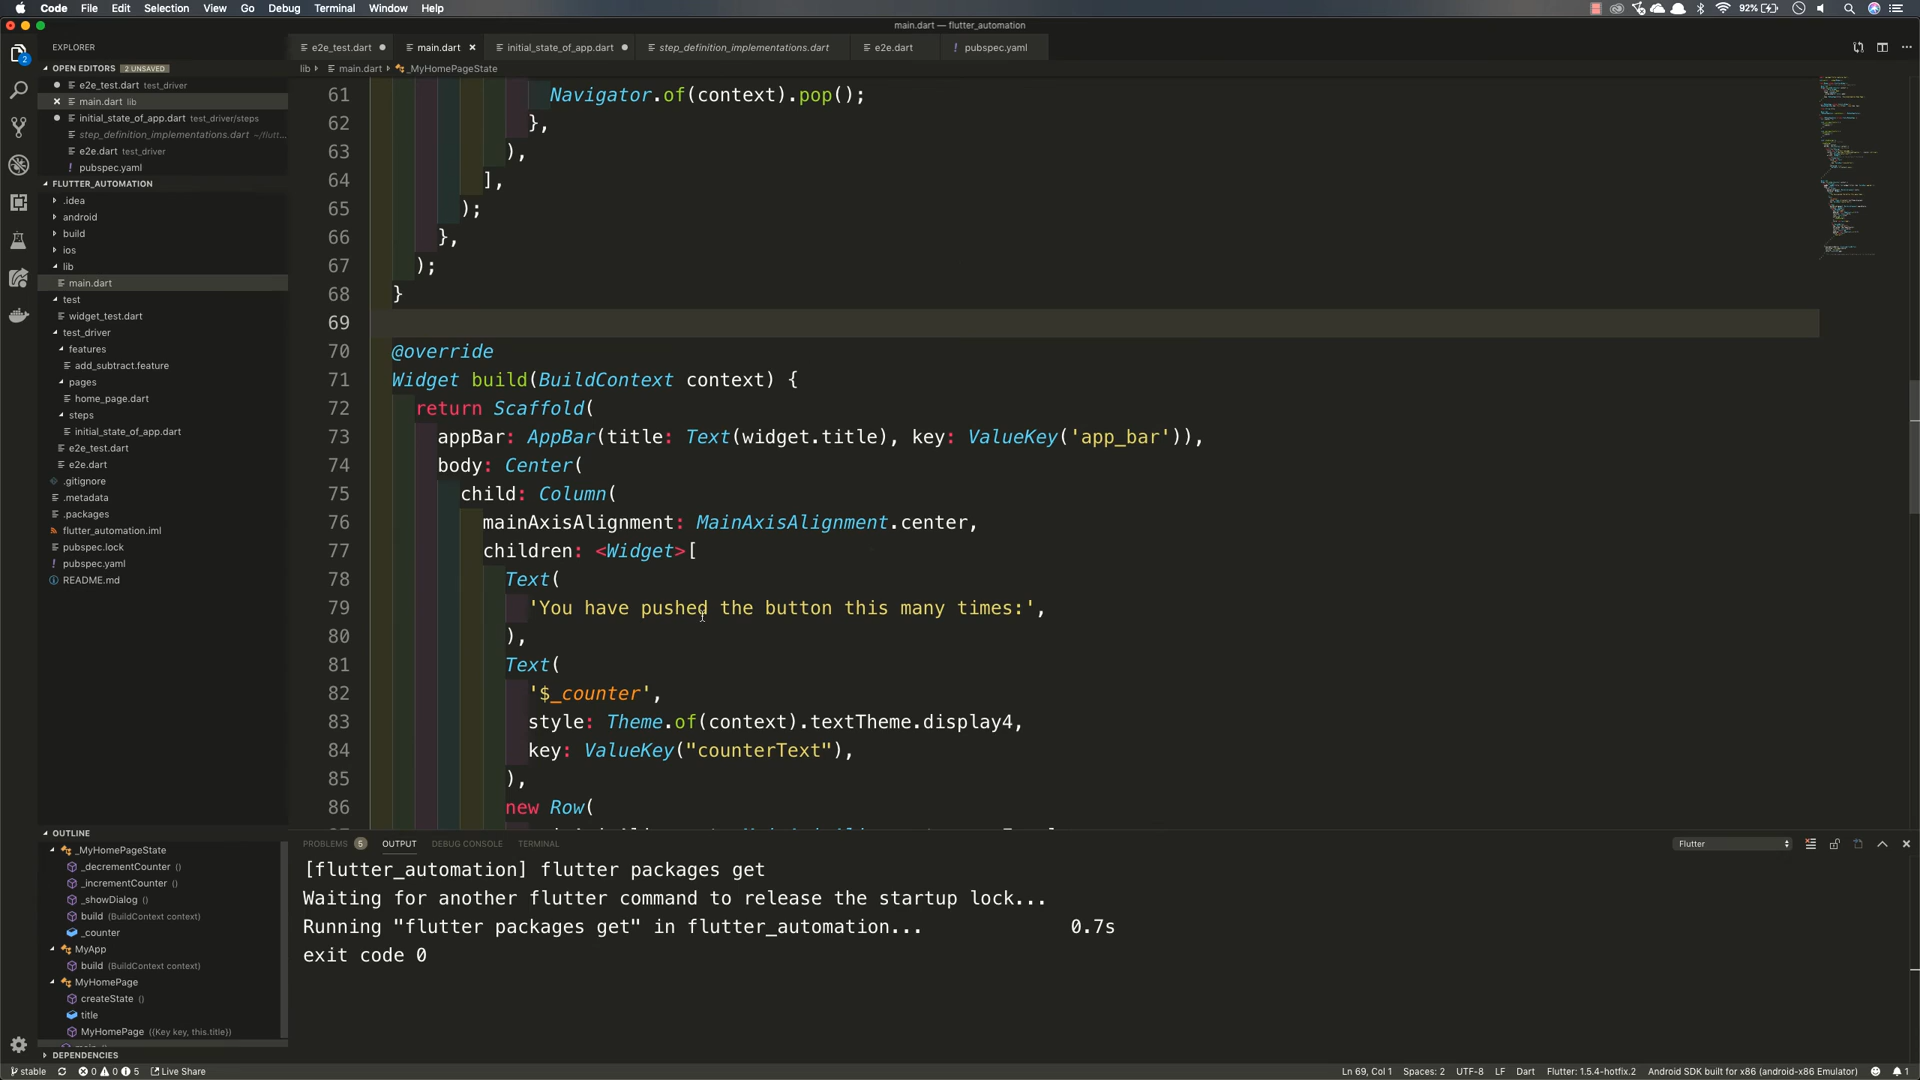 Code File Edit Selection View Go Debug Terminal Window Help 92%
main.dart — flutter_automation
EXPLORER
e2e_test.dart
main.dart
initial_state_of_app.dart
step_definition_implementations.dart
e2e.dart
pubspec.yaml
OPEN EDITORS 2 UNSAVED
e2e_test.dart test_driver
main.dart lib
initial_state_of_app.dart test_driver/steps
step_definition_implementations.dart ~/flutt...
e2e.dart test_driver
pubspec.yaml
FLUTTER_AUTOMATION
.idea
android
build
ios
lib
main.dart
test
widget_test.dart
test_driver
features
add_subtract.feature
pages
home_page.dart
steps
initial_state_of_app.dart
e2e_test.dart
e2e.dart
.gitignore
.metadata
.packages
flutter_automation.iml
pubspec.lock
pubspec.yaml
README.md
OUTLINE
_MyHomePageState
_decrementCounter ()
_incrementCounter ()
_showDialog ()
build (BuildContext context)
_counter
MyApp
build (BuildContext context)
MyHomePage
createState ()
title
MyHomePage ({Key key, this.title})
DEPENDENCIES
lib main.dart _MyHomePageState
61 Navigator.of(context).pop();
62 },
63 ),
64 ],
65 );
66 },
67 );
68 }
69
70 @override
71 Widget build(BuildContext context) {
72 return Scaffold(
73 appBar: AppBar(title: Text(widget.title), key: ValueKey('app_bar')),
74 body: Center(
75 child: Column(
76 mainAxisAlignment: MainAxisAlignment.center,
77 children: <Widget>[
78 Text(
79 'You have pushed the button this many times:',
80 ),
81 Text(
82 '$_counter',
83 style: Theme.of(context).textTheme.display4,
84 key: ValueKey("counterText"),
85 ),
86 new Row(
PROBLEMS 5 OUTPUT DEBUG CONSOLE TERMINAL Flutter
[flutter_automation] flutter packages get
Waiting for another flutter command to release the startup lock...
Running "flutter packages get" in flutter_automation... 0.7s
exit code 0
stable 0 0 5 Live Share Ln 69, Col 1 Spaces: 2 UTF-8 LF Dart Flutter: 1.5.4-hotfix.2 Android SDK built for x86 (android-x86 Emulator) 1